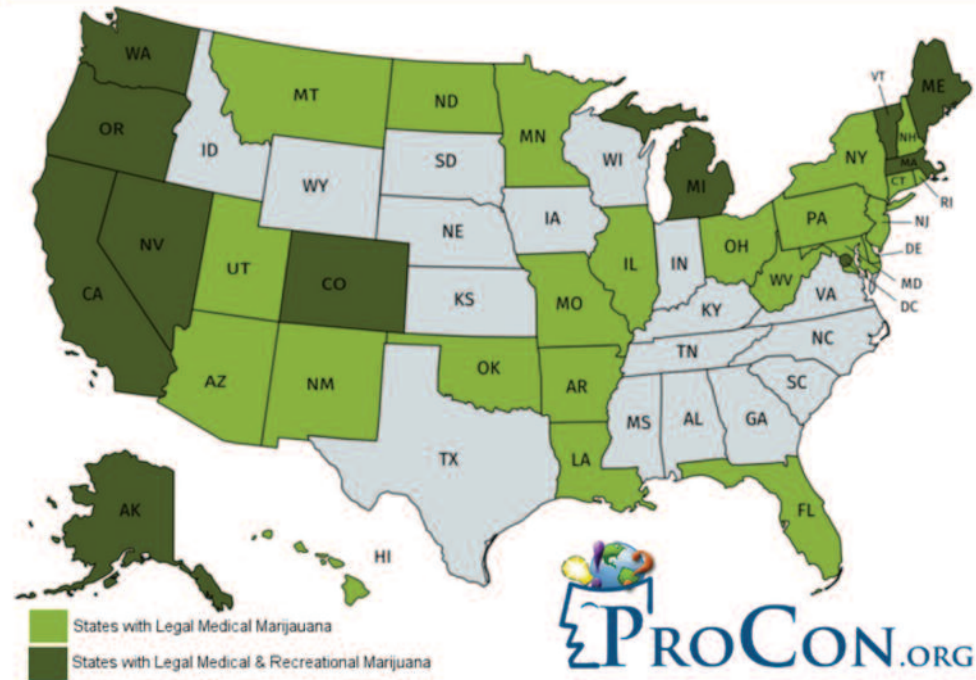 WA
MT
ND
MN
VT
ME
OR
ID
SD
WI
NH
NY
MA
WY
MI
CT
RI
IA
PA
NJ
NE
NV
OH
DE
UT
IL
IN
CA
CO
WV
MD
KS
MO
VA
DC
KY
NC
TN
OK
AZ
NM
AR
SC
MS
AL
GA
TX
LA
AK
FL
HI
States with Legal Medical Marijauana
States with Legal Medical & Recreational Marijuana
PROCON.ORG